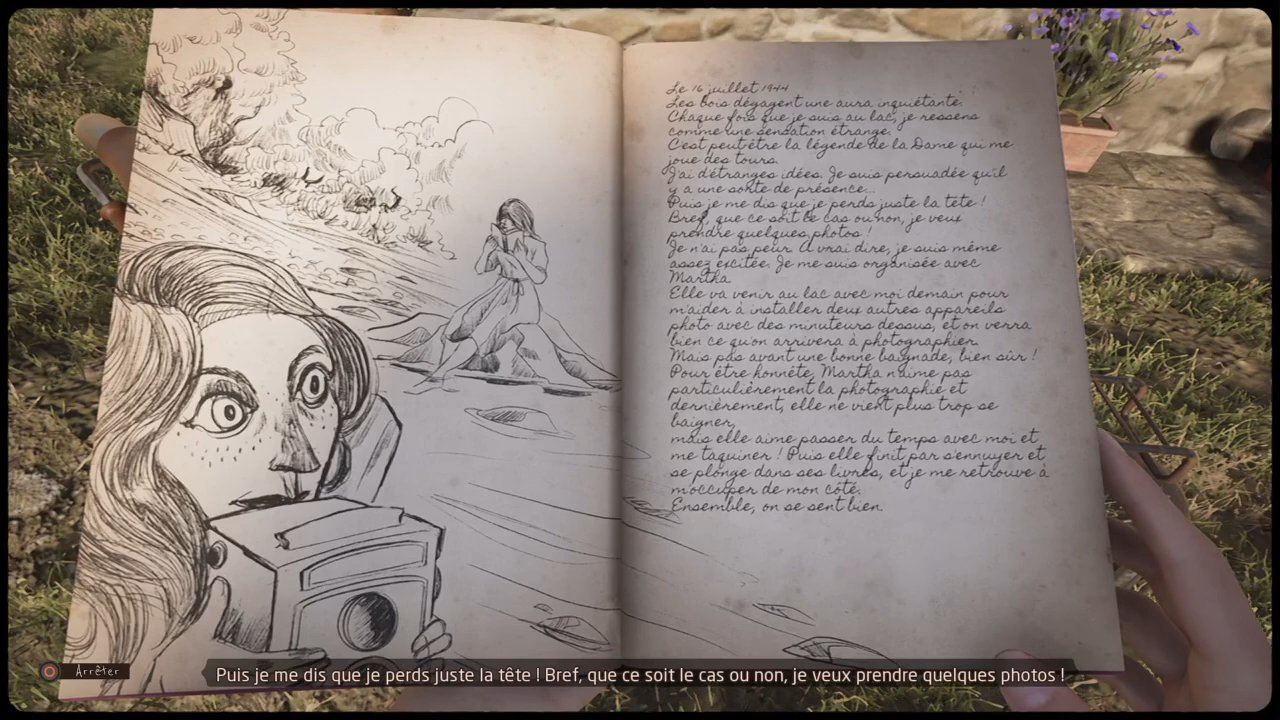 Le 16 juillet 1944
Les bois dégagent une aura inquiétante.
Chaque fois que je suis au lac, je ressens
comme une sensation étrange.
C'est peut-être la légende de la Dame qui me
joue des tours.
J'ai d'étranges idées. Je suis persuadée qu'il
y a une sorte de présence...
Puis je me dis que je perds juste la tête !
Bref, que ce soit le cas ou non, je veux
prendre quelques photos !
Je n'ai pas peur. À vrai dire, je suis même
assez excitée. Je me suis organisée avec
Martha.
Elle va venir au lac avec moi demain pour
m'aider à installer deux autres appareils
photo avec des minuteurs dessus, et on verra
bien ce qu'on arrivera à photographier.
Mais pas avant une bonne baignade, bien sûr !
Pour être honnête, Martha n'aime pas
particulièrement la photographie et
dernièrement, elle ne vient plus trop se
baigner,
mais elle aime passer du temps avec moi et
me taquiner ! Puis elle finit par s'ennuyer et
se plonge dans ses livres, et je me retrouve à
m'occuper de mon côté.
Ensemble, on se sent bien.
Arrêter
Puis je me dis que je perds juste la tête ! Bref, que ce soit le cas ou non, je veux prendre quelques photos !